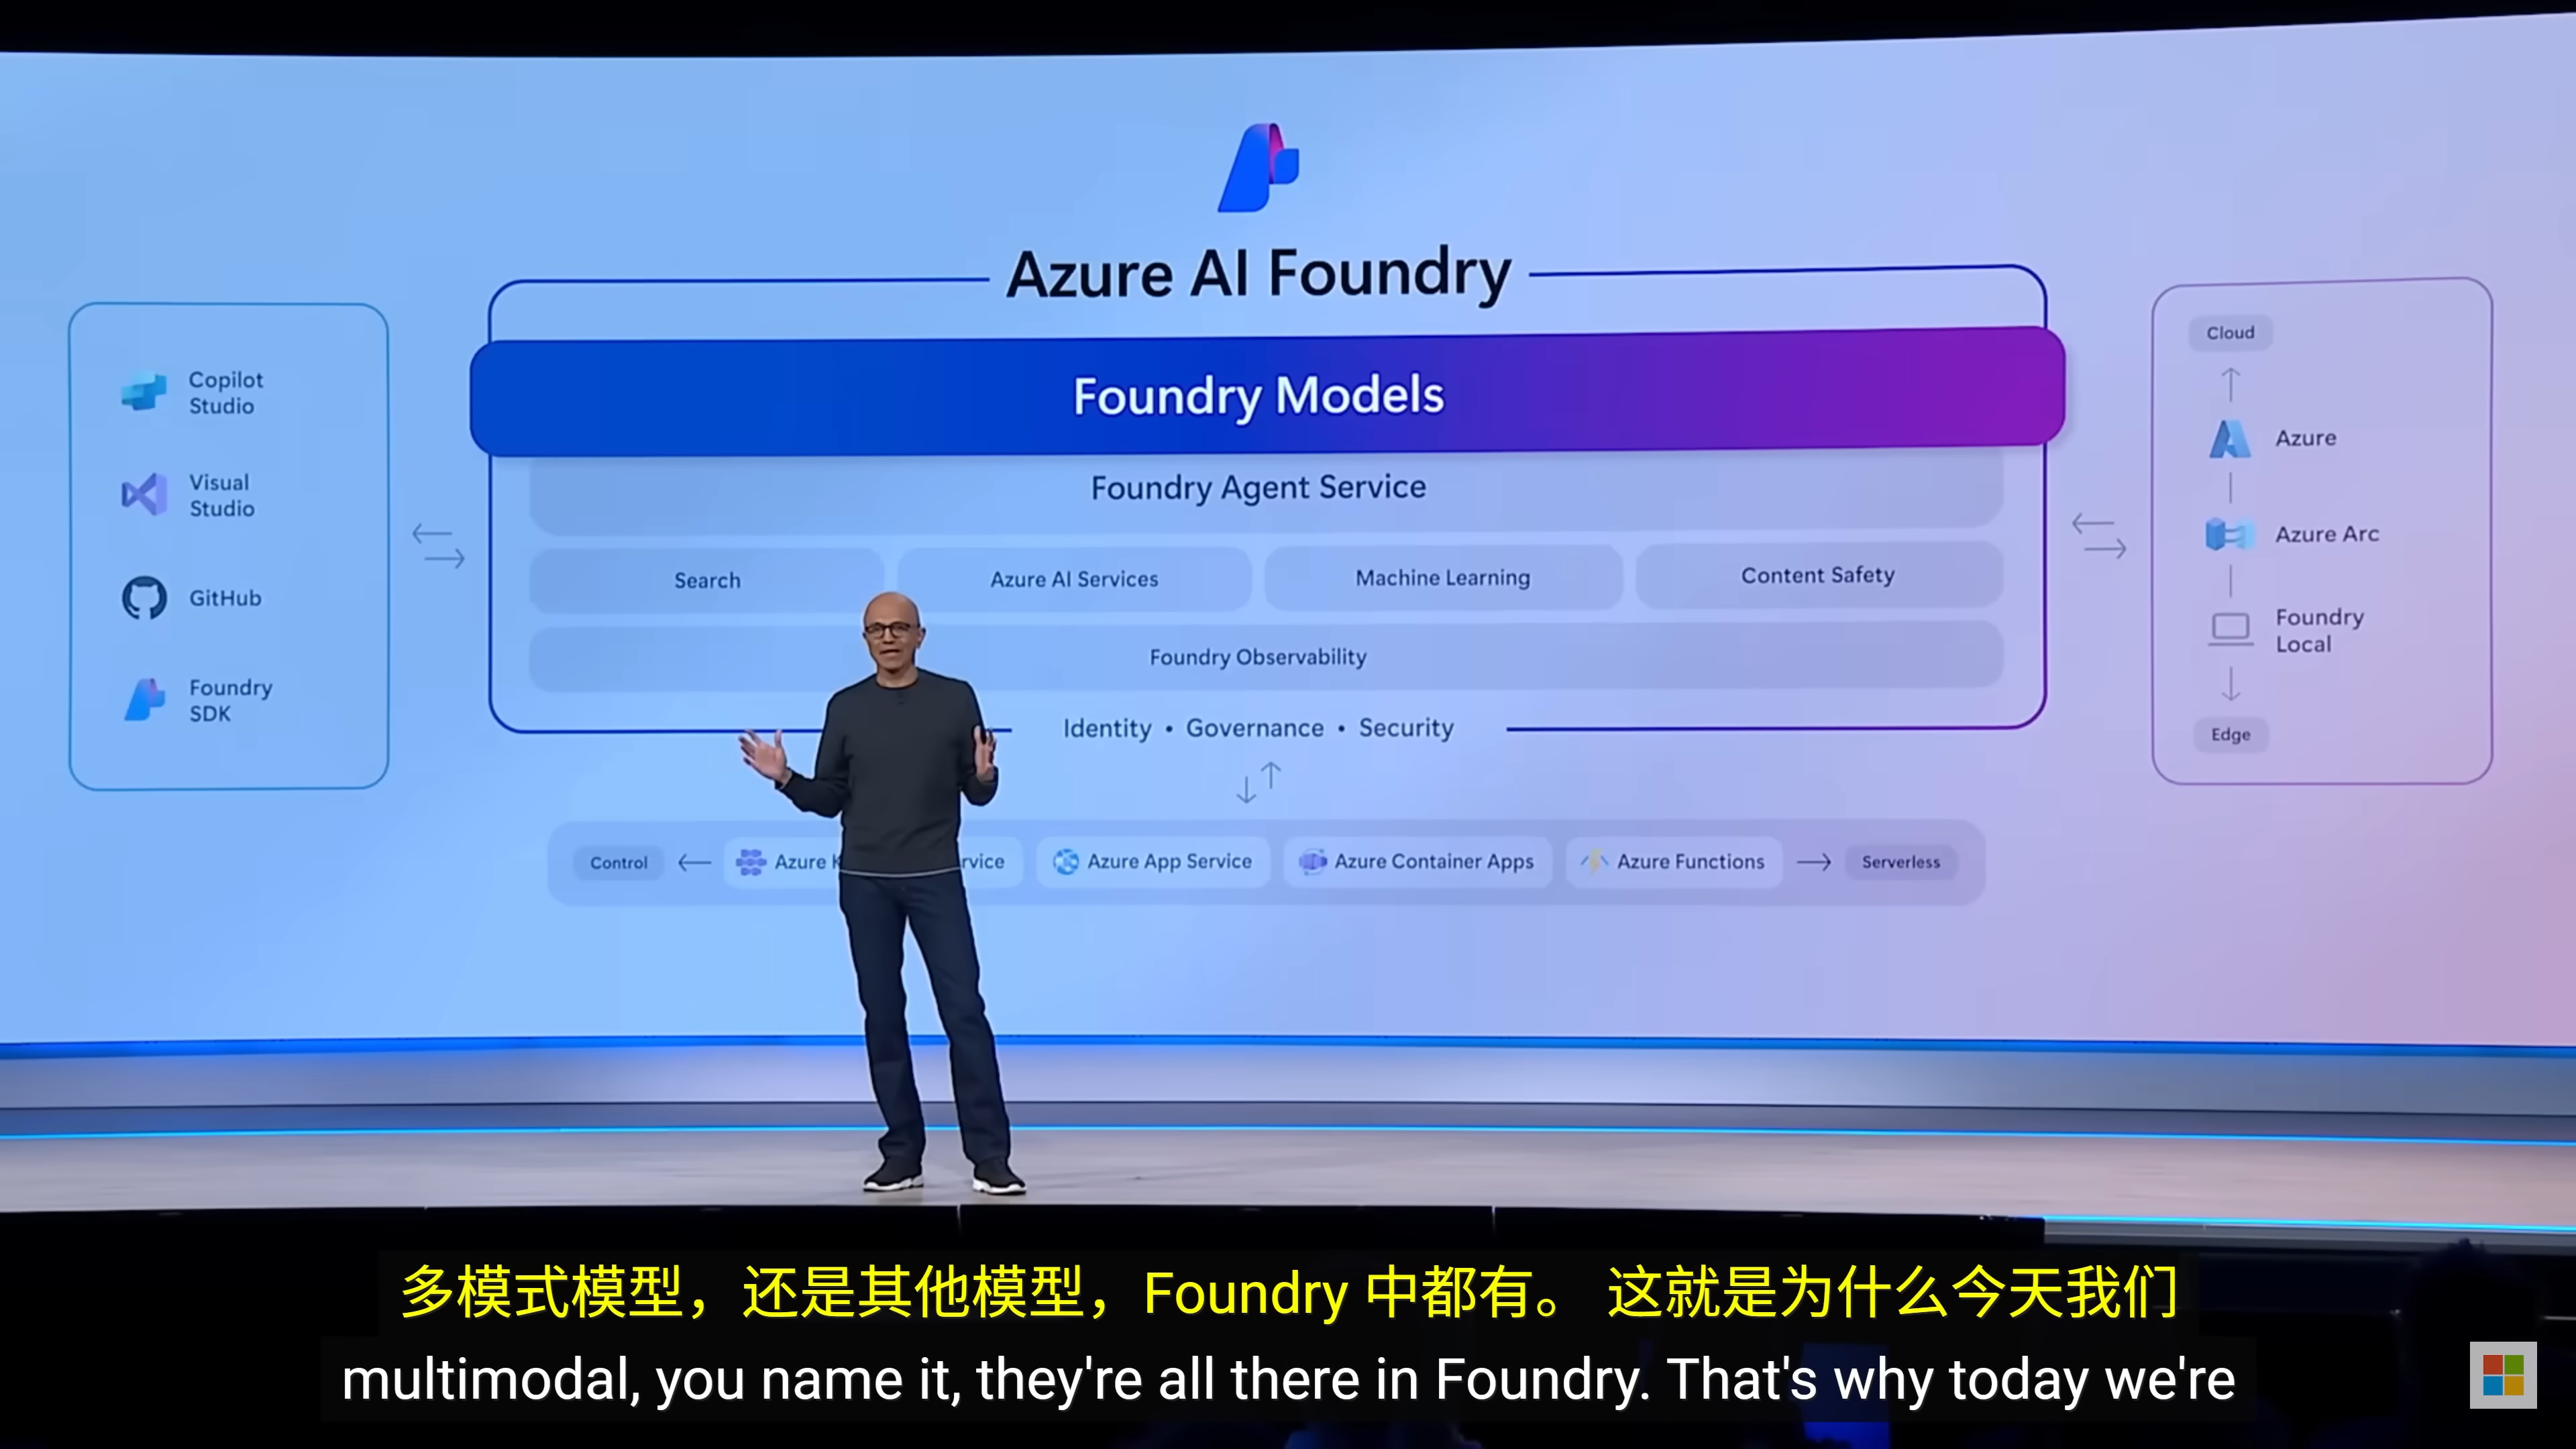 Azure AI Foundry
Copilot
Studio
Visual
Studio
GitHub
Foundry
SDK
Foundry Models
Foundry Agent Service
Search
Azure AI Services
Machine Learning
Content Safety
Foundry Observability
Identity • Governance • Security
Cloud
Azure
Azure Arc
Foundry
Local
Edge
Control
Azure
Azure App Service
Azure Container Apps
Azure Functions
Serverless
多模式模型，还是其他模型，Foundry 中都有。 这就是为什么今天我们
multimodal, you name it, they're all there in Foundry. That's why today we're